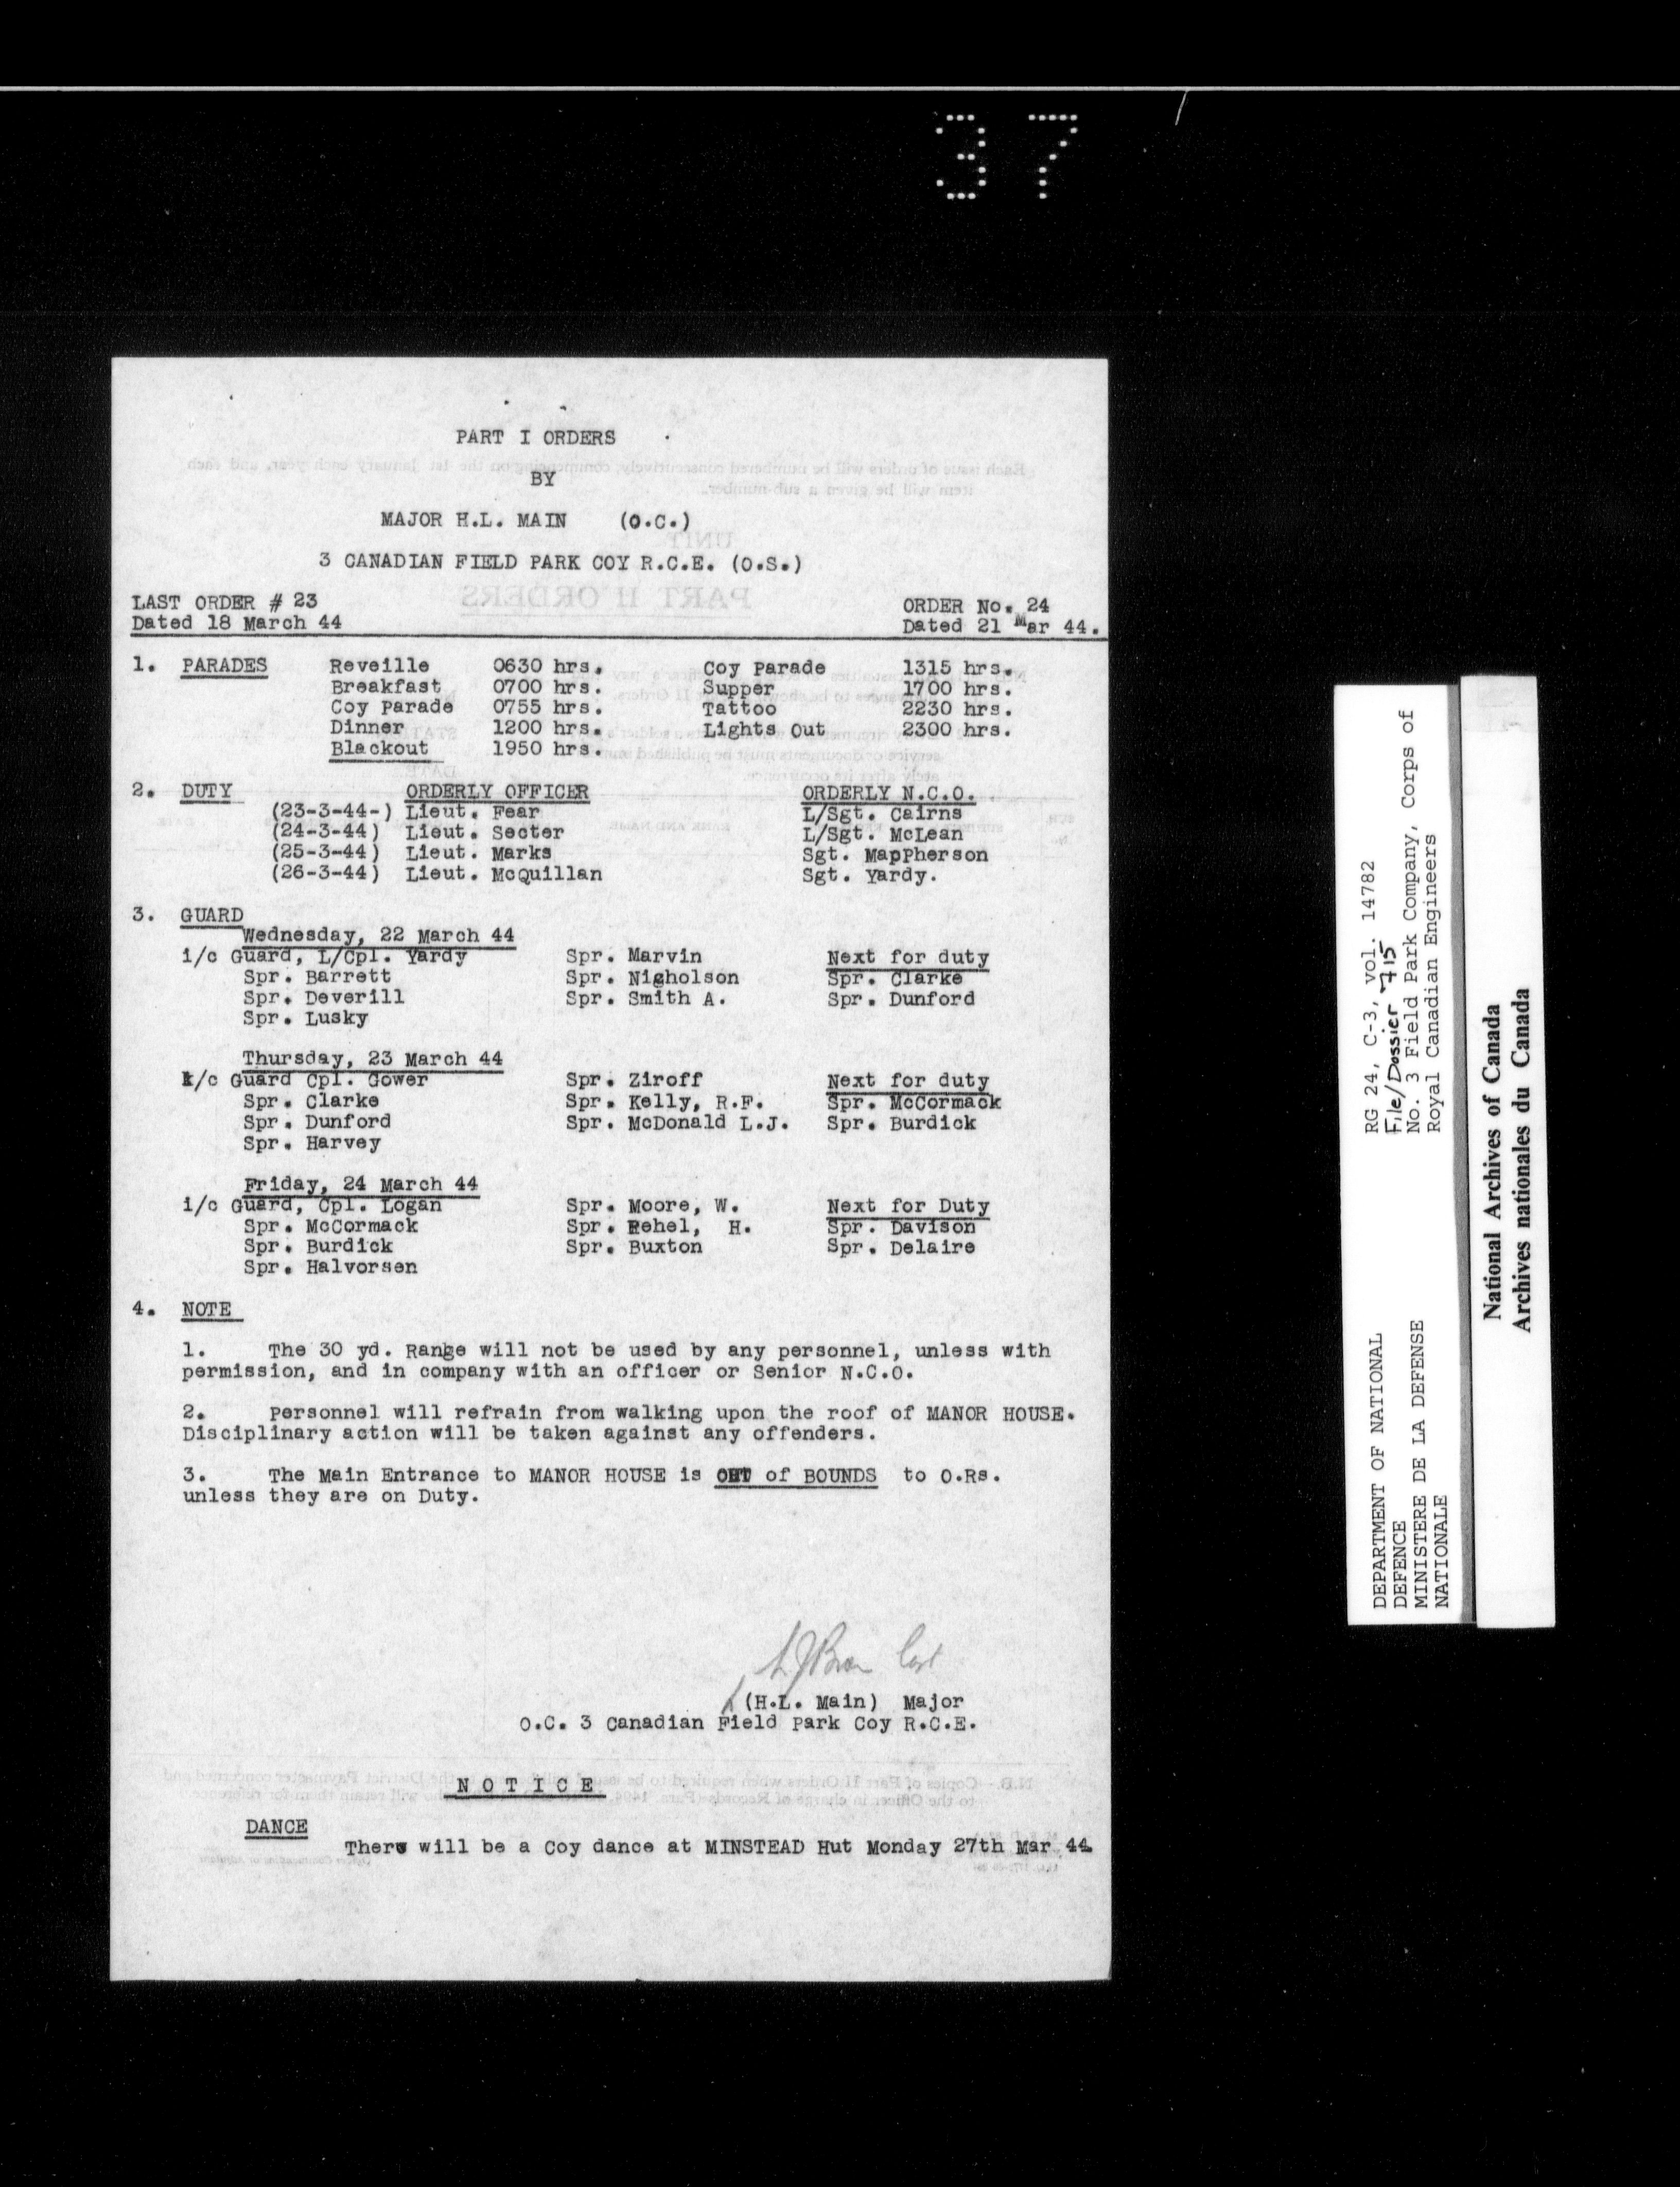 37
PART I ORDERS
BY
MAJOR H.L. MAIN (O.C.)
3 CANADIAN FIELD PARK COY R.C.E. (O.S.)
LAST ORDER # 23 ORDER No. 24
Dated 18 March 44 Dated 21 Mar 44.
1. PARADES Reveille 0630 hrs. Coy Parade 1315 hrs.
Breakfast 0700 hrs. Supper 1700 hrs.
Coy Parade 0755 hrs. Tattoo 2230 hrs.
Dinner 1200 hrs. Lights Out 2300 hrs.
Blackout 1950 hrs.
2. DUTY ORDERLY OFFICER ORDERLY N.C.O.
(23-3-44-) Lieut. Fear L/Sgt. Cairns
(24-3-44) Lieut. Secter L/Sgt. McLean
(25-3-44) Lieut. Marks Sgt. MapPherson
(26-3-44) Lieut. McQuillan Sgt. Yardy.
3. GUARD
Wednesday, 22 March 44
i/c Guard, L/Cpl. Yardy Spr. Marvin Next for duty
Spr. Barrett Spr. Nigholson Spr. Clarke
Spr. Deverill Spr. Smith A. Spr. Dunford
Spr. Lusky
Thursday, 23 March 44
i/c Guard Cpl. Gower Spr. Ziroff Next for duty
Spr. Clarke Spr. Kelly, R.F. Spr. McCormack
Spr. Dunford Spr. McDonald L.J. Spr. Burdick
Spr. Harvey
Friday, 24 March 44
i/c Guard, Cpl. Logan Spr. Moore, W. Next for Duty
Spr. McCormack Spr. Rehel, H. Spr. Davison
Spr. Burdick Spr. Buxton Spr. Delaire
Spr. Halvorsen
4. NOTE
1. The 30 yd. Range will not be used by any personnel, unless with
permission, and in company with an officer or Senior N.C.O.
2. Personnel will refrain from walking upon the roof of MANOR HOUSE.
Disciplinary action will be taken against any offenders.
3. The Main Entrance to MANOR HOUSE is OUT of BOUNDS to O.Rs.
unless they are on Duty.
(H.L. Main) Major
O.C. 3 Canadian Field Park Coy R.C.E.
NOTICE
DANCE
There will be a Coy dance at MINSTEAD Hut Monday 27th Mar 44.
DEPARTMENT OF NATIONAL RG 24, C-3, vol. 14782
DEFENCE File/Dossier 715
MINISTERE DE LA DEFENSE No. 3 Field Park Company, Corps of
NATIONALE Royal Canadian Engineers
National Archives of Canada
Archives nationales du Canada